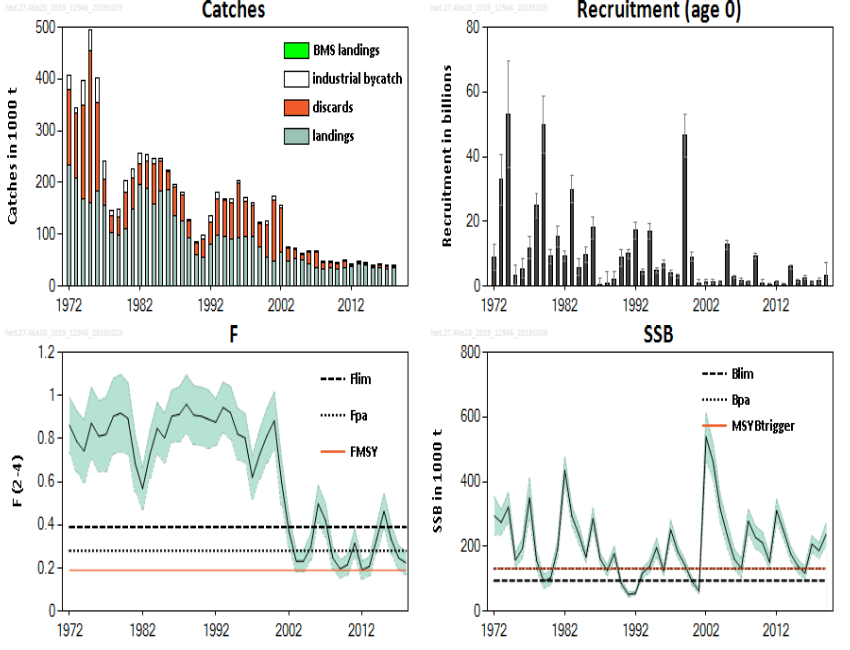 Catches
Recruitment (age 0)
500
400
300
200
100
0
Catches in 1000 t
BMS landings
industrial bycatch
discards
landings
1972
1982
1992
2002
2012
80
60
40
20
0
Recruitment in billions
1972
1982
1992
2002
2012
F
SSB
1.2
1
0.8
0.6
0.4
0.2
0
F (2-4)
Flim
Fpa
FMSY
1972
1982
1992
2002
2012
800
600
400
200
0
SSB in 1000 t
Blim
Bpa
MSYBtrigger
1972
1982
1992
2002
2012